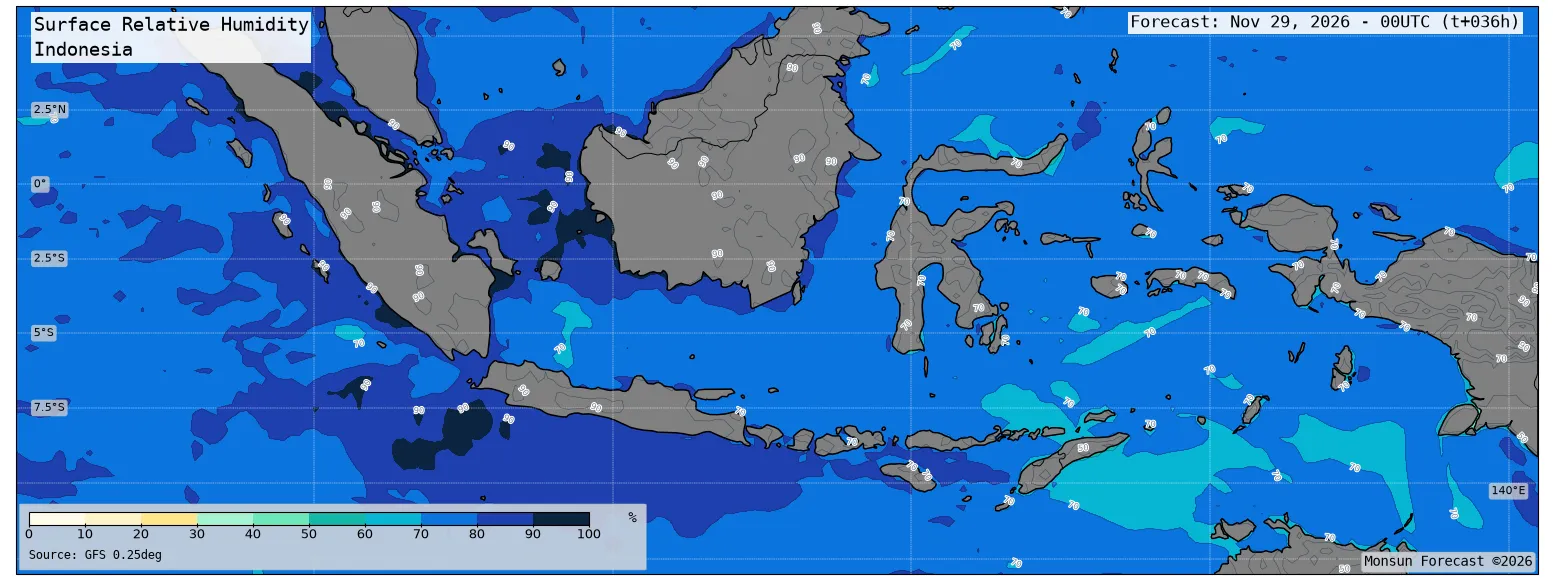 Surface Relative Humidity
Indonesia
Forecast: Nov 29, 2026 - 00UTC (t+036h)
2.5°N
0°
2.5°S
5°S
7.5°S
140°E
%
0 10 20 30 40 50 60 70 80 90 100
Source: GFS 0.25deg
Monsun Forecast ©2026